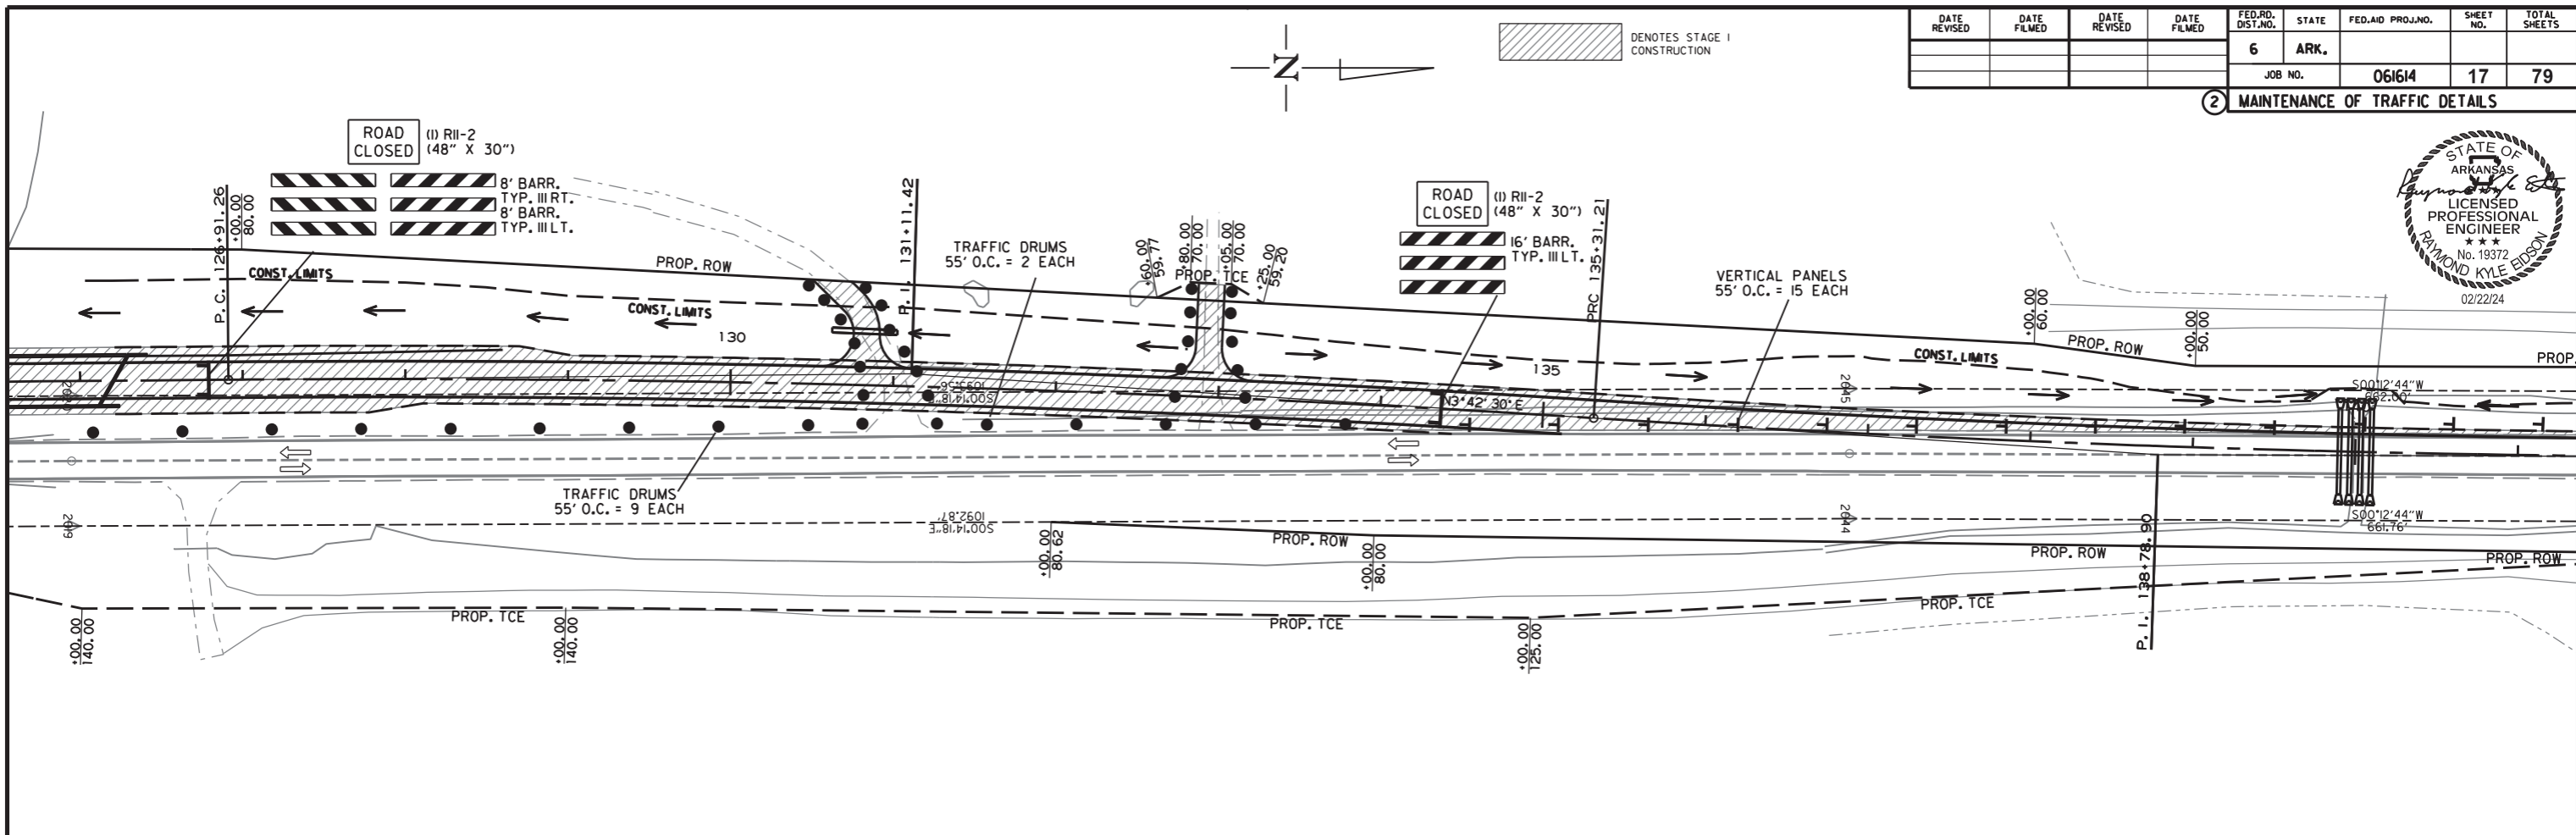 DENOTES STAGE I
CONSTRUCTION
N
DATE REVISED
DATE FILMED
DATE REVISED
DATE FILMED
FED.RD. DIST.NO.
STATE
FED.AID PROJ.NO.
SHEET NO.
TOTAL SHEETS
6
ARK.
JOB NO.
061614
17
79
2 MAINTENANCE OF TRAFFIC DETAILS
STATE OF
ARKANSAS
LICENSED
PROFESSIONAL
ENGINEER
No. 19372
RAYMOND KYLE EIDSON
02/22/24
ROAD
CLOSED
(1) R11-2
(48" X 30")
8' BARR.
TYP. III RT.
8' BARR.
TYP. III LT.
P.C. 126+91.26
+00.00
80.00
CONST. LIMITS
PROP. ROW
CONST. LIMITS
130
P.I. 131+11.42
TRAFFIC DRUMS
55' O.C. = 2 EACH
+60.00
59.77
+80.00
70.00
+05.00
70.00
+25.00
59.20
PROP. TCE
ROAD
CLOSED
(1) R11-2
(48" X 30")
16' BARR.
TYP. III LT.
PRC 135+31.21
VERTICAL PANELS
55' O.C. = 15 EACH
135
N3°42'30"E
2645
CONST. LIMITS
+00.00
60.00
PROP. ROW
+00.00
50.00
PROP.
S00°12'44"W
662.00'
S00°14'18"E
TRAFFIC DRUMS
55' O.C. = 9 EACH
2619
1092.87'
S00°14'18"E
+00.00
80.62
PROP. ROW
+00.00
80.00
2644
PROP. ROW
P.I. 138+78.90
S00°12'44"W
661.76'
PROP. ROW
+00.00
140.00
PROP. TCE
+00.00
140.00
PROP. TCE
+00.00
125.00
PROP. TCE